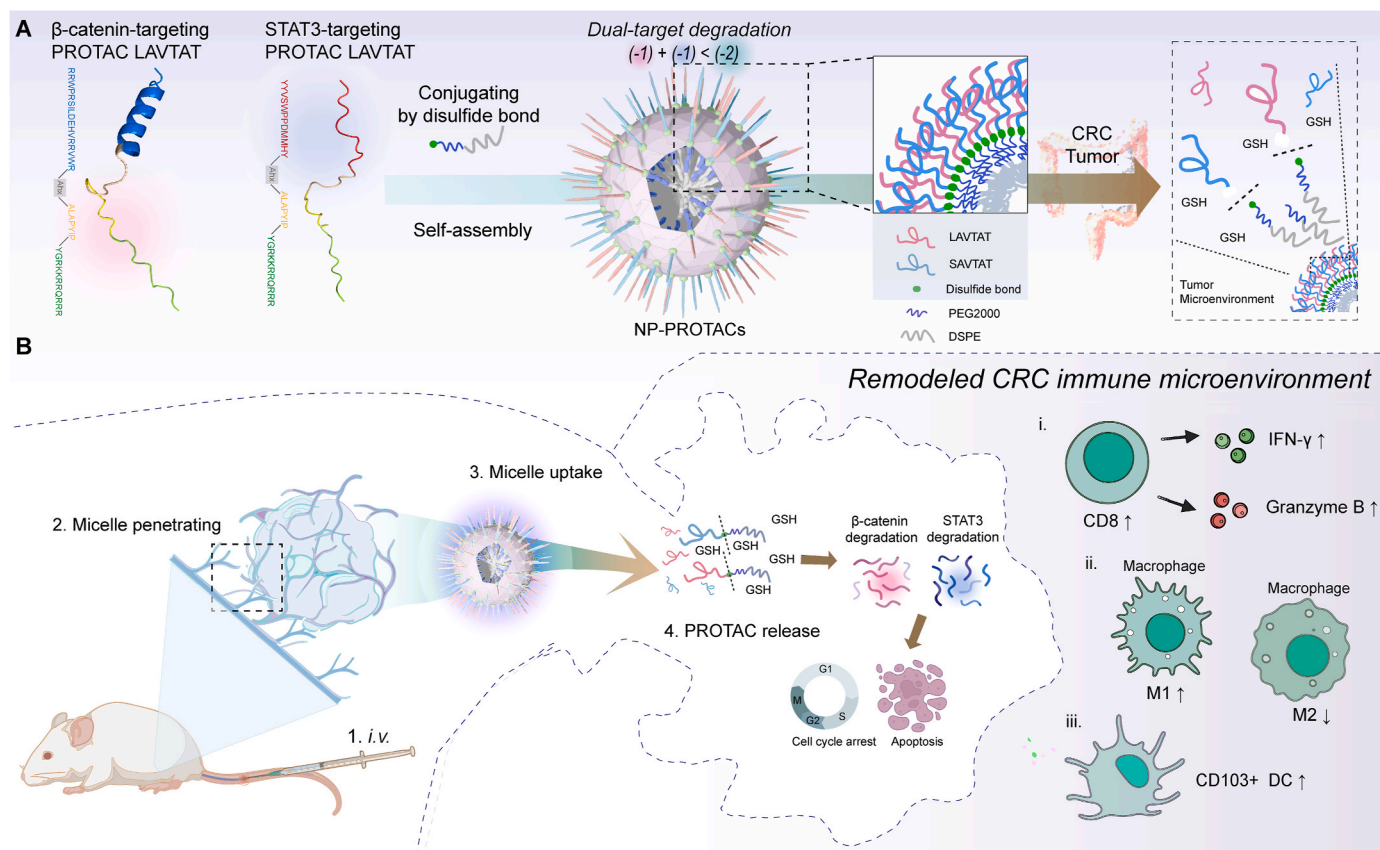 A
β-catenin-targeting
PROTAC LAVTAT
RRWPRSILDEHVRRVWR
Ahx
ALAPYIP
YGRKKRRQRRR
STAT3-targeting
PROTAC LAVTAT
YYVSWPPDMMHY
Ahx
ALAPYIP
YGRKKRRQRRR
Conjugating
by disulfide bond
Self-assembly
Dual-target degradation
(-1) + (-1) < (-2)
NP-PROTACs
LAVTAT
SAVTAT
Disulfide bond
PEG2000
DSPE
CRC
Tumor
GSH
GSH
GSH
GSH
Tumor
Microenvironment
B
Remodeled CRC immune microenvironment
2. Micelle penetrating
3. Micelle uptake
1. i.v.
GSH
GSH
GSH
GSH
GSH
4. PROTAC release
β-catenin
degradation
STAT3
degradation
G1
M
G2
S
Cell cycle arrest
Apoptosis
i.
CD8 ↑
IFN-γ ↑
Granzyme B ↑
ii.
Macrophage
M1 ↑
Macrophage
M2 ↓
iii.
CD103+ DC ↑